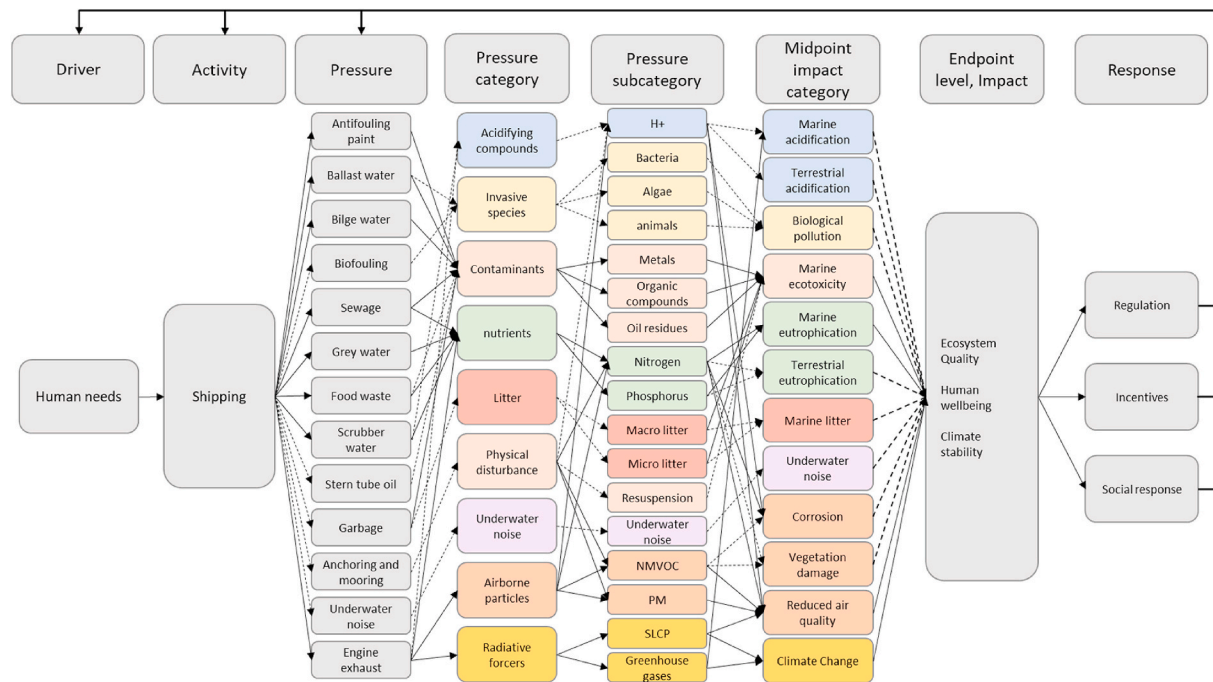 Driver
Activity
Pressure
Pressure
category
Pressure
subcategory
Midpoint
impact
category
Endpoint
level, Impact
Response
Human needs
Shipping
Antifouling
paint
Ballast water
Bilge water
Biofouling
Sewage
Grey water
Food waste
Scrubber
water
Stern tube oil
Garbage
Anchoring and
mooring
Underwater
noise
Engine
exhaust
Acidifying
compounds
Invasive
species
Contaminants
nutrients
Litter
Physical
disturbance
Underwater
noise
Airborne
particles
Radiative
forcers
H+
Bacteria
Algae
animals
Metals
Organic
compounds
Oil residues
Nitrogen
Phosphorus
Macro litter
Micro litter
Resuspension
Underwater
noise
NMVOC
PM
SLCP
Greenhouse
gases
Marine
acidification
Terrestrial
acidification
Biological
pollution
Marine
ecotoxicity
Marine
eutrophication
Terrestrial
eutrophication
Marine litter
Underwater
noise
Corrosion
Vegetation
damage
Reduced air
quality
Climate Change
Ecosystem
Quality
Human
wellbeing
Climate
stability
Regulation
Incentives
Social response